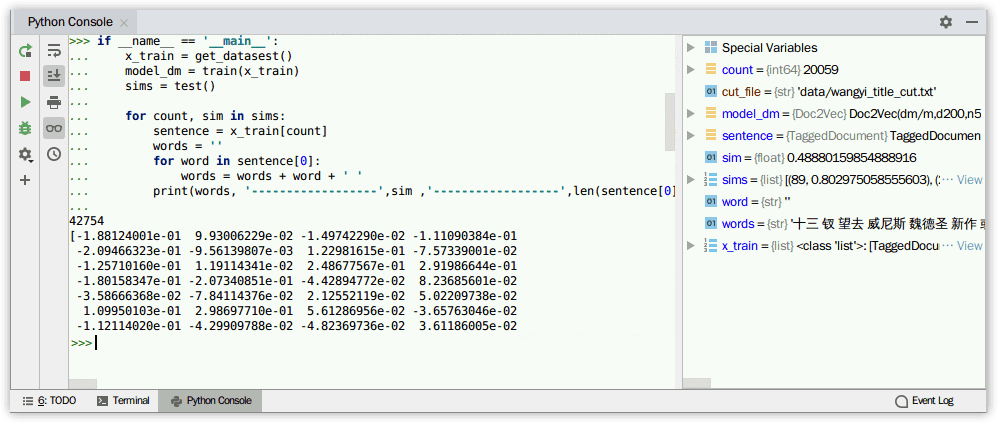 Python Console
>>> if __name__ == '__main__':
... x_train = get_datasest()
... model_dm = train(x_train)
... sims = test()
...
... for count, sim in sims:
... sentence = x_train[count]
... words = ''
... for word in sentence[0]:
... words = words + word + ' '
... print(words, '------------------',sim ,'------------------',len(sentence[0]
...
42754
[-1.88124001e-01 9.93006229e-02 -1.49742290e-02 -1.11090384e-01
-2.09466323e-01 -9.56139807e-03 1.22981615e-01 -7.57339001e-02
-1.25710160e-01 1.19114341e-02 2.48677567e-01 2.91986644e-01
-1.80158347e-01 -2.07340851e-01 -4.42894772e-02 8.23685601e-02
-3.58666368e-02 -7.84114376e-02 2.12552119e-02 5.02209738e-02
1.09950103e-01 2.98697710e-01 5.61286956e-02 -3.65763046e-02
-1.12114020e-01 -4.29909788e-02 -4.82369736e-02 3.61186005e-02
>>>
Special Variables
count = {int64} 20059
cut_file = {str} 'data/wangyi_title_cut.txt'
model_dm = {Doc2Vec} Doc2Vec(dm/m,d200,n5
sentence = {TaggedDocument} TaggedDocumen
sim = {float} 0.48880159854888916
sims = {list} [(89, 0.802975058555603), (2 ··· View
word = {str} ''
words = {str} '十三 钗 望去 威尼斯 魏德圣 新作 或
x_train = {list} <class 'list'>: [TaggedDocu ··· View
6: TODO
Terminal
Python Console
Event Log